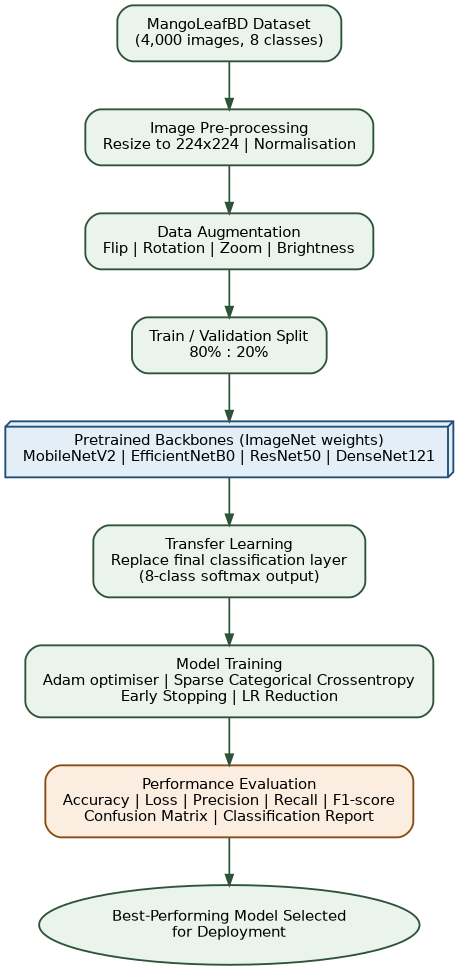 MangoLeafBD Dataset
(4,000 images, 8 classes)
Image Pre-processing
Resize to 224x224 | Normalisation
Data Augmentation
Flip | Rotation | Zoom | Brightness
Train / Validation Split
80% : 20%
Pretrained Backbones (ImageNet weights)
MobileNetV2 | EfficientNetB0 | ResNet50 | DenseNet121
Transfer Learning
Replace final classification layer
(8-class softmax output)
Model Training
Adam optimiser | Sparse Categorical Crossentropy
Early Stopping | LR Reduction
Performance Evaluation
Accuracy | Loss | Precision | Recall | F1-score
Confusion Matrix | Classification Report
Best-Performing Model Selected
for Deployment